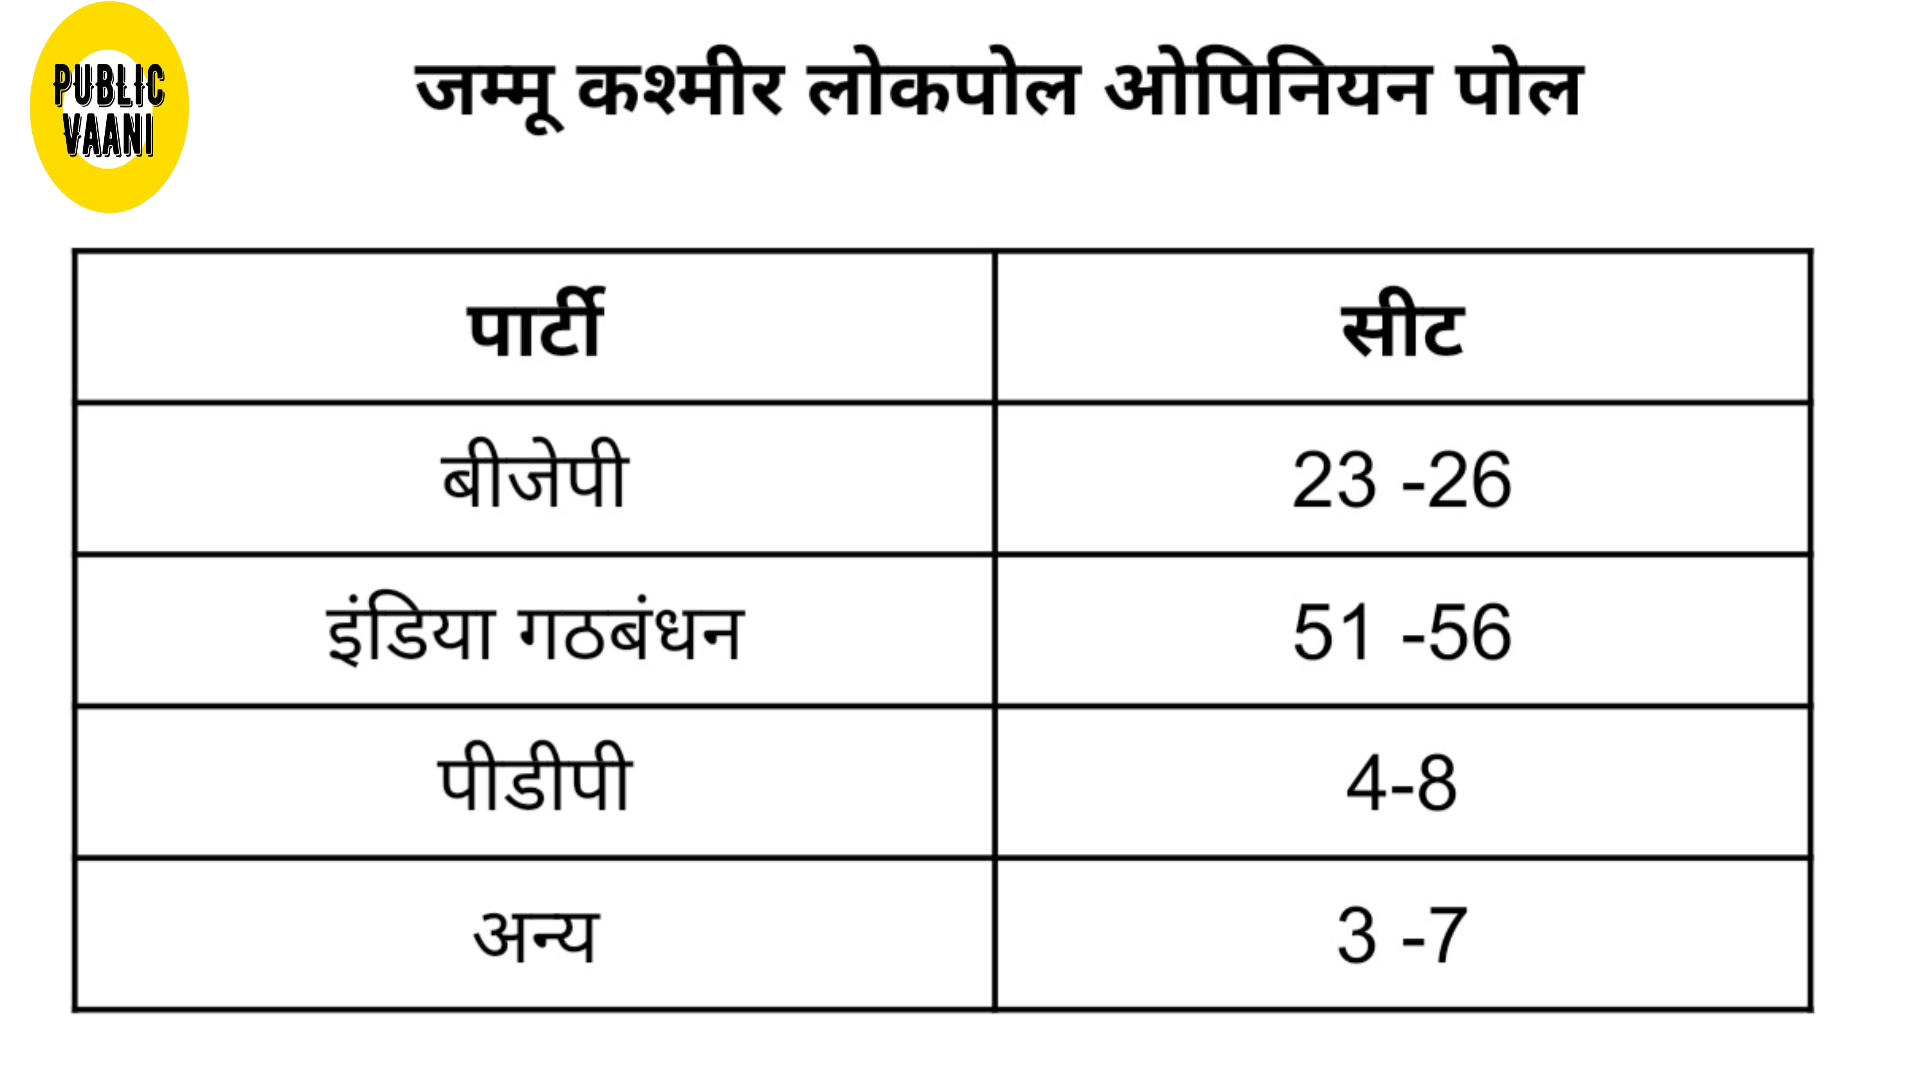 PUBLIC
VAANI
जम्मू कश्मीर लोकपोल ओपिनियन पोल
पार्टी सीट
बीजेपी 23 -26
इंडिया गठबंधन 51 -56
पीडीपी 4-8
अन्य 3 -7